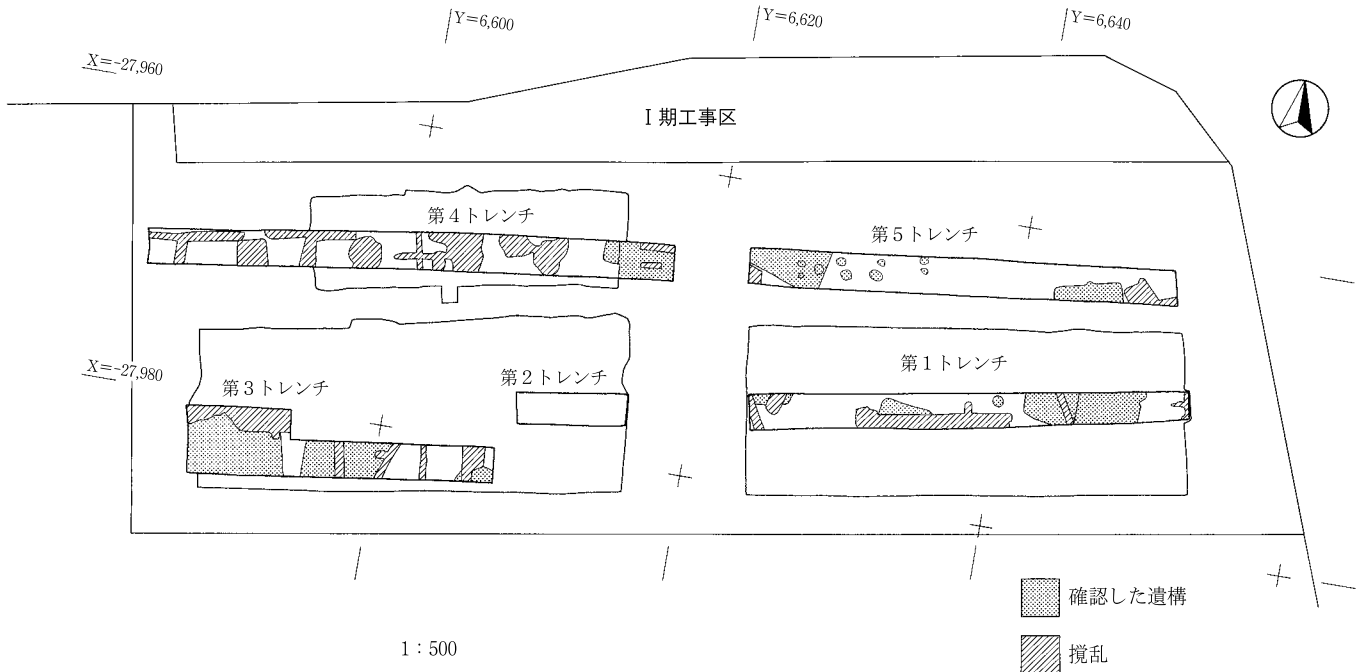 Y=6,600
Y=6,620
Y=6,640
X=-27,960
Ⅰ期工事区
第4トレンチ
第5トレンチ
X=-27,980
第3トレンチ
第2トレンチ
第1トレンチ
確認した遺構
1:500
撹乱